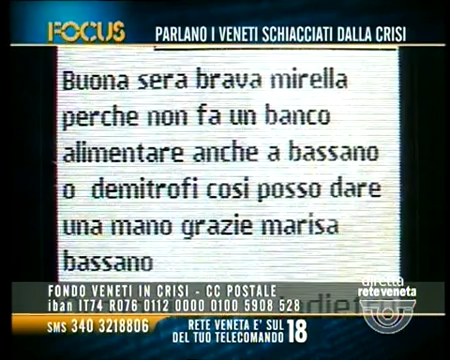 FOCUS
PARLANO I VENETI SCHIACCIATI DALLA CRISI
Buona sera brava mirella
perche non fa un banco
alimentare anche a bassano
o demitrofi cosi posso dare
una mano grazie marisa
bassano
diretta
reteveneta
FONDO VENETI IN CRISI - CC POSTALE
iban IT74 R076 0112 0000 0100 5908 528
SMS 340 3218806
RETE VENETA E' SUL
DEL TUO TELECOMANDO 18